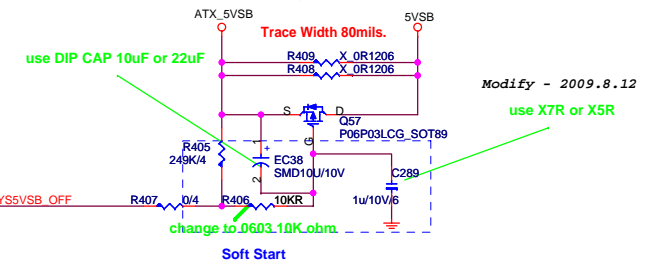 ATX_5VSB
5VSB
Trace Width 80mils.
R409 X_0R1206
R408 X_0R1206
use DIP CAP 10uF or 22uF
Modify - 2009.8.12
use X7R or X5R
S D
Q57
P06P03LCG_SOT89
G
R405
249K/4
1 +
EC38
SMD10U/10V
2
C289
1u/10V/6
YS5VSB_OFF
R407 0/4
R406 10KR
change to 0603 10K ohm
Soft Start